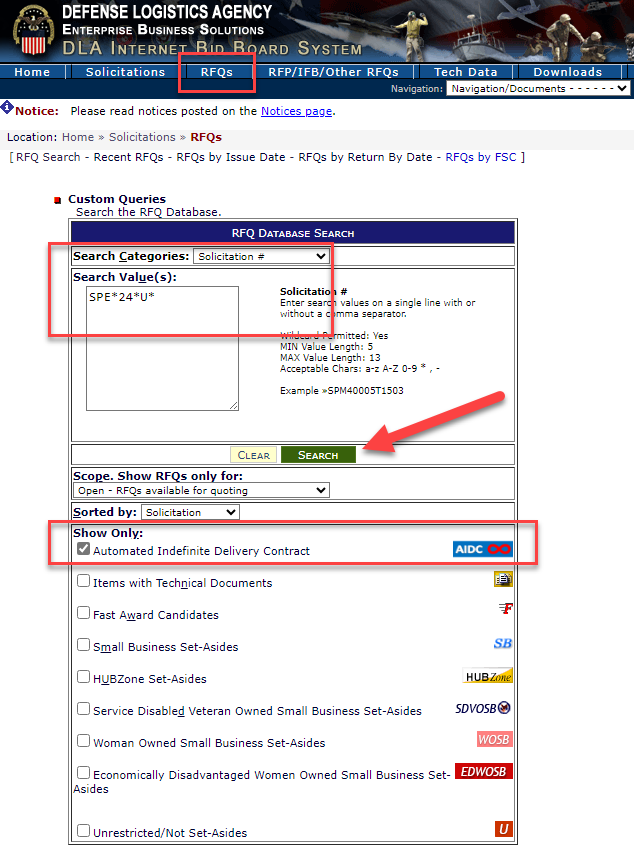 DEFENSE LOGISTICS AGENCY
ENTERPRISE BUSINESS SOLUTIONS
DLA INTERNET BID BOARD SYSTEM
Home Solicitations RFQs RFP/IFB/Other RFQs Tech Data Downloads
Navigation: Navigation/Documents - - - - - -
Notice: Please read notices posted on the Notices page.
Location: Home » Solicitations » RFQs
[ RFQ Search - Recent RFQs - RFQs by Issue Date - RFQs by Return By Date - RFQs by FSC ]
Custom Queries
Search the RFQ Database.
RFQ DATABASE SEARCH
Search Categories: Solicitation #
Search Value(s):
SPE*24*U*
Solicitation #
Enter search values on a single line with or
without a comma separator.
Wildcard Permitted: Yes
MIN Value Length: 5
MAX Value Length: 13
Acceptable Chars: a-z A-Z 0-9 * , -
Example »SPM40005T1503
CLEAR SEARCH
Scope. Show RFQs only for:
Open - RFQs available for quoting
Sorted by: Solicitation
Show Only:
Automated Indefinite Delivery Contract AIDC
Items with Technical Documents
Fast Award Candidates F
Small Business Set-Asides SB
HUBZone Set-Asides HUBZone
Service Disabled Veteran Owned Small Business Set-Asides SDVOSB
Woman Owned Small Business Set-Asides WOSB
Economically Disadvantaged Women Owned Small Business Set- EDWOSB
Asides
Unrestricted/Not Set-Asides U